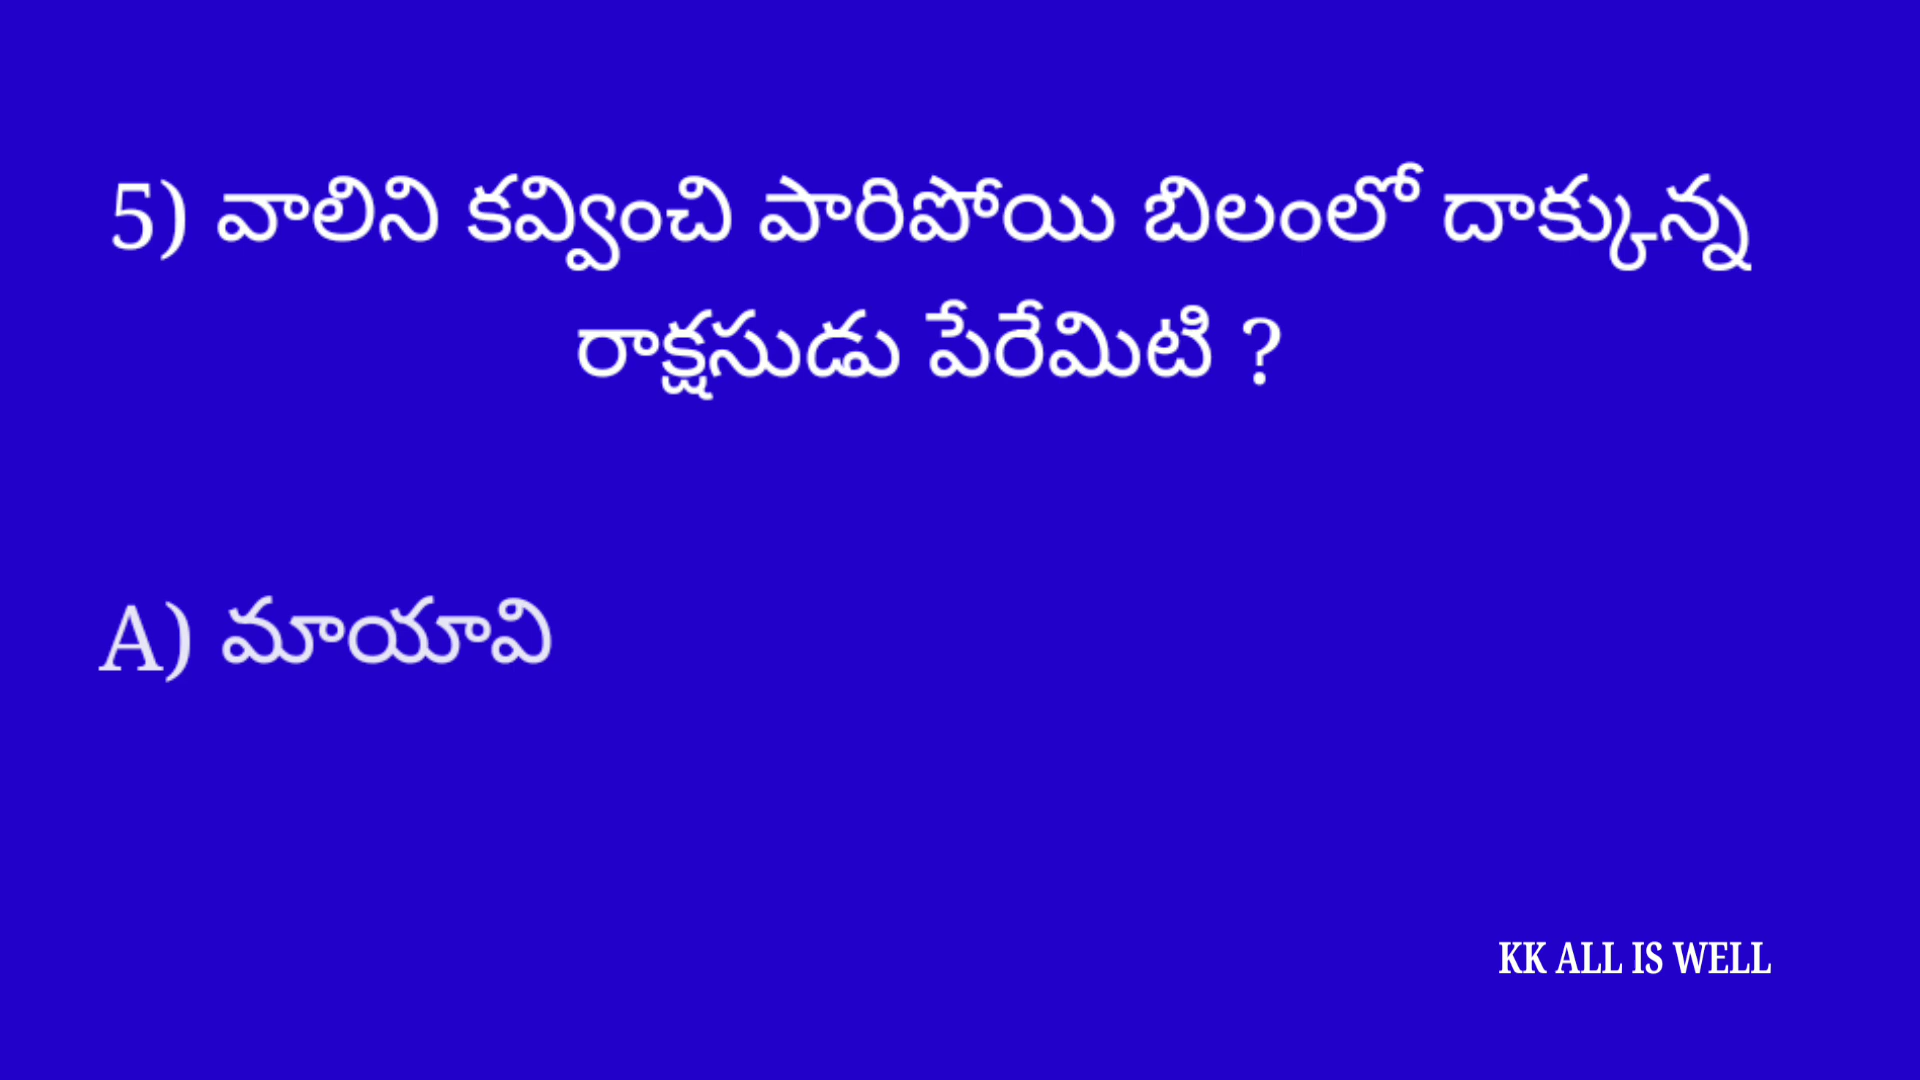 5) వాలిని కవ్వించి పారిపోయి బిలంలో దాక్కున్న
రాక్షసుడు పేరేమిటి ?
A) మాయావి
KK ALL IS WELL